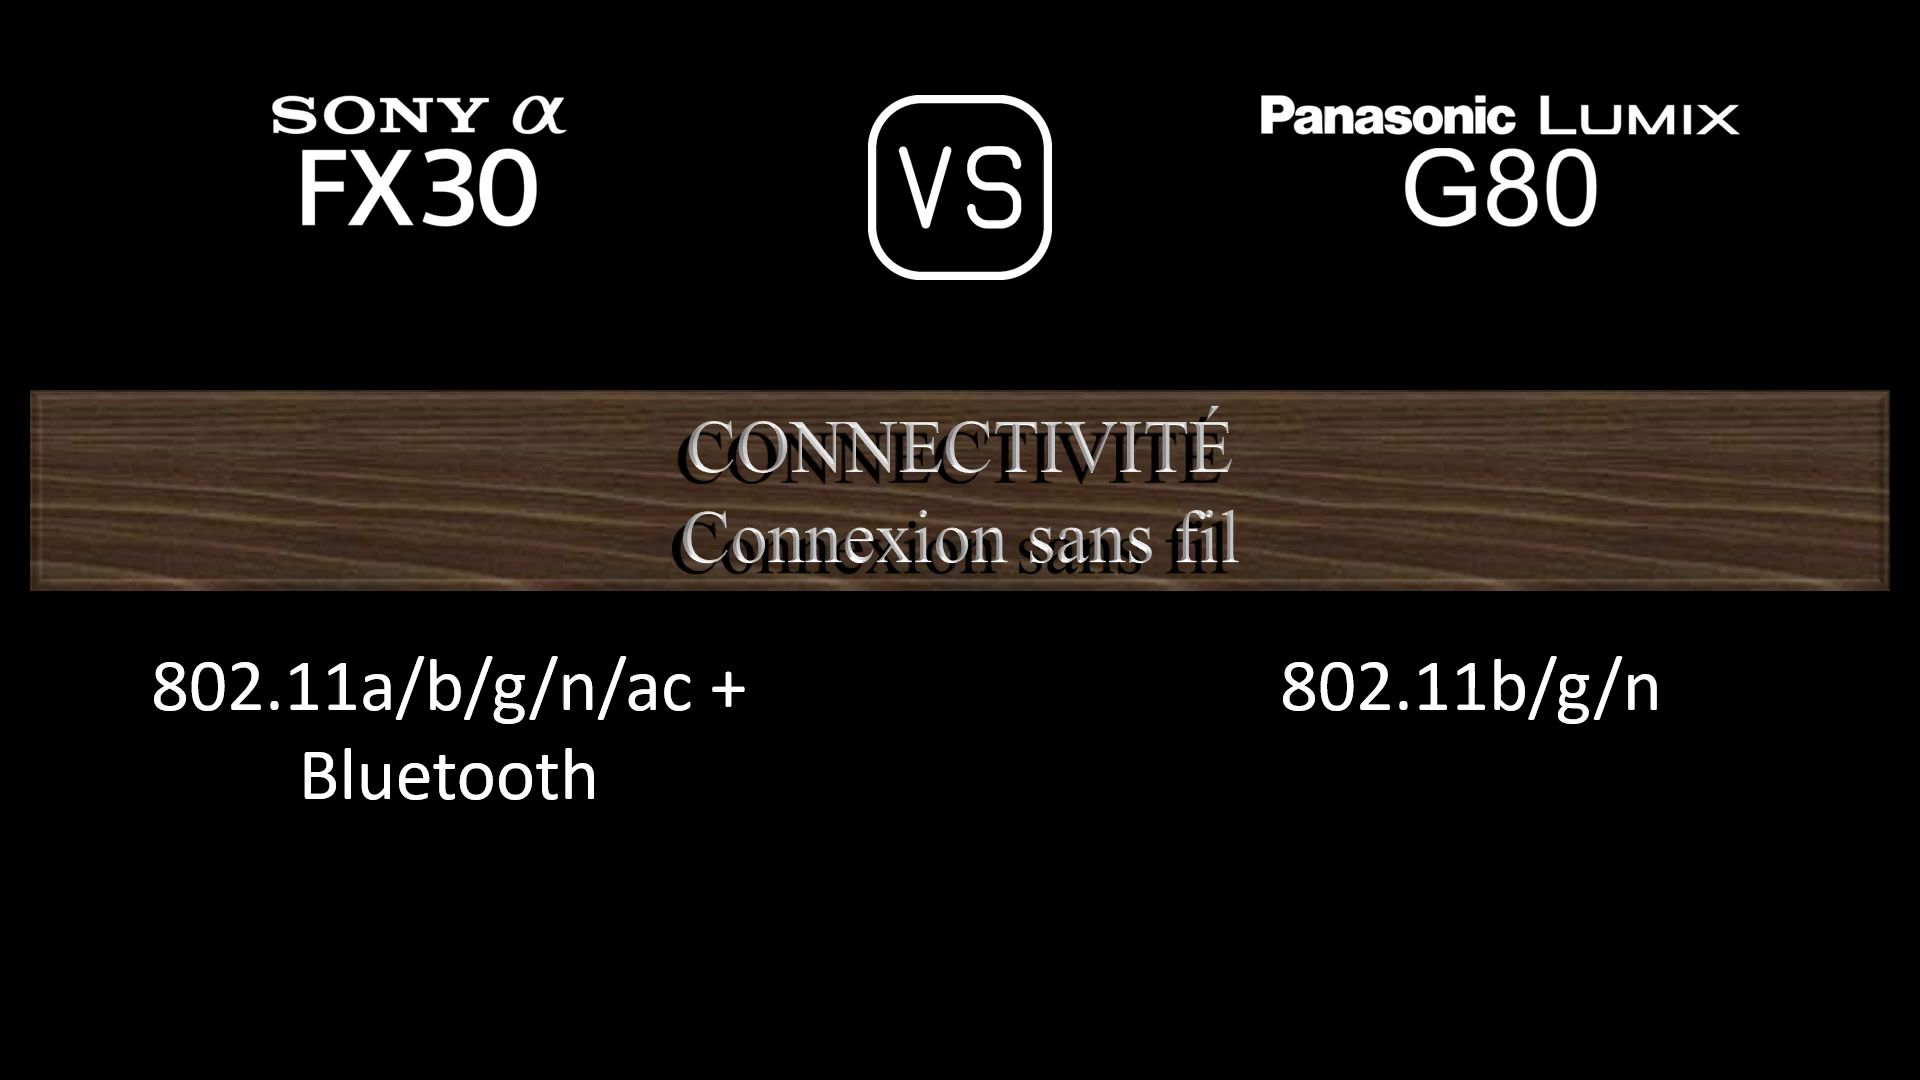 SONY α
FX30
VS
Panasonic LUMIX
G80
CONNECTIVITÉ
Connexion sans fil
802.11a/b/g/n/ac +
Bluetooth
802.11b/g/n